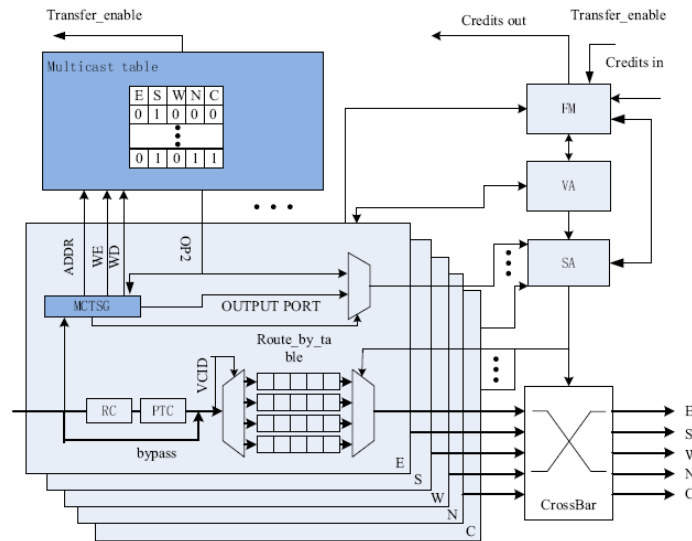 Transfer_enable
Credits out
Transfer_enable
Credits in
Multicast table
E S W N C
0 1 0 0 0
0 1 0 1 1
FM
VA
SA
ADDR
WE
WD
OP2
MCTSG
OUTPUT PORT
Route_by_ta
ble
VCID
RC
PTC
bypass
E
S
W
N
C
CrossBar
E
S
W
N